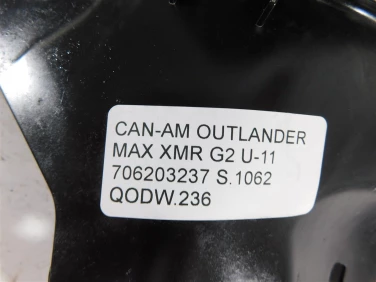 CAN-AM OUTLANDER
MAX XMR G2 U-11
706203237 S.1062
QODW.236